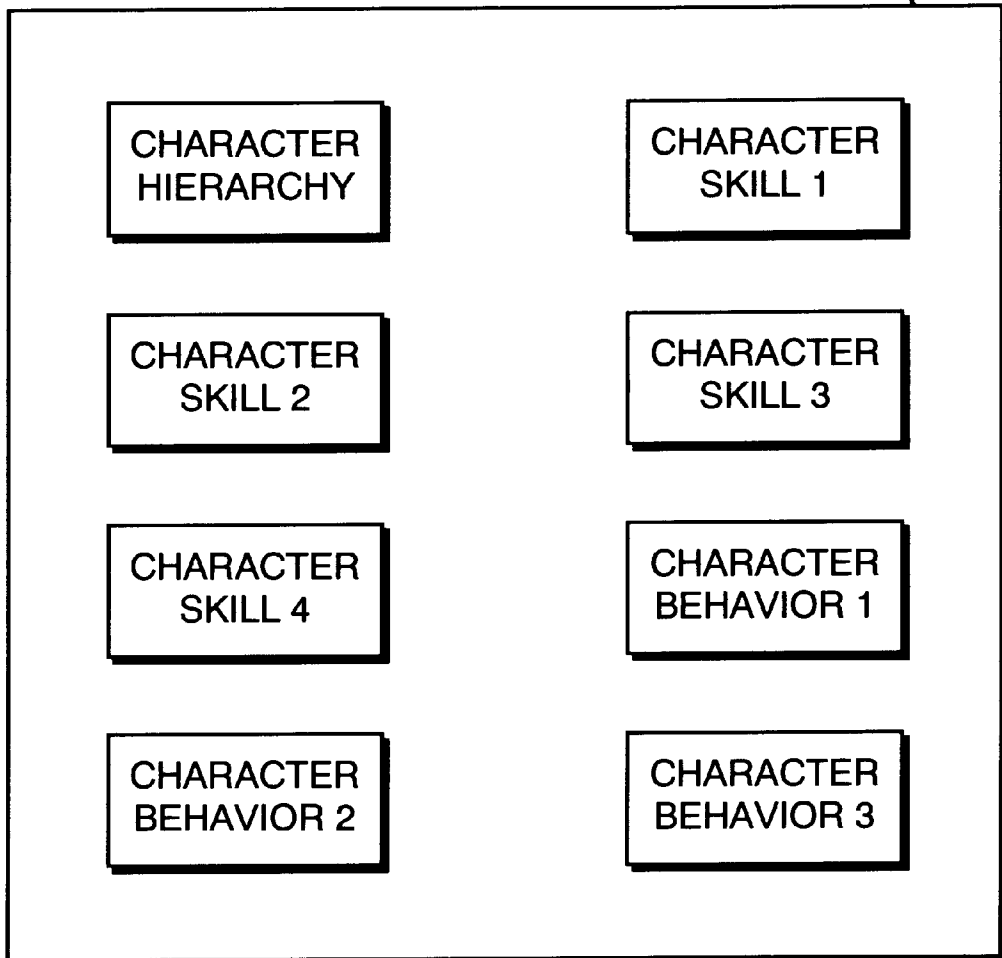 CHARACTER
HIERARCHY
CHARACTER
SKILL 1
CHARACTER
SKILL 2
CHARACTER
SKILL 3
CHARACTER
SKILL 4
CHARACTER
BEHAVIOR 1
CHARACTER
BEHAVIOR 2
CHARACTER
BEHAVIOR 3